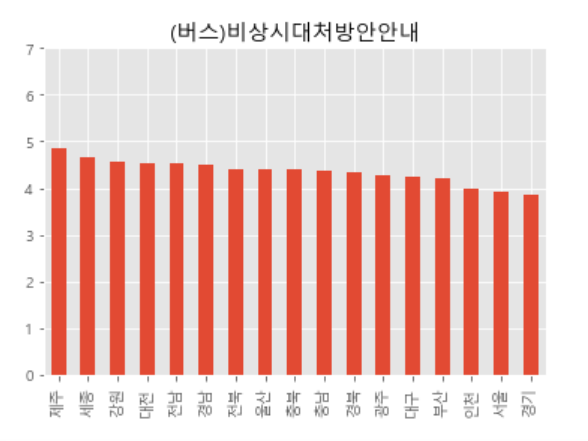 (버스)비상시대처방안안내
7
6
5
4
3
2
1
0
제주
세종
강원
대전
전남
경남
전북
울산
충북
충남
경북
광주
대구
부산
인천
서울
경기